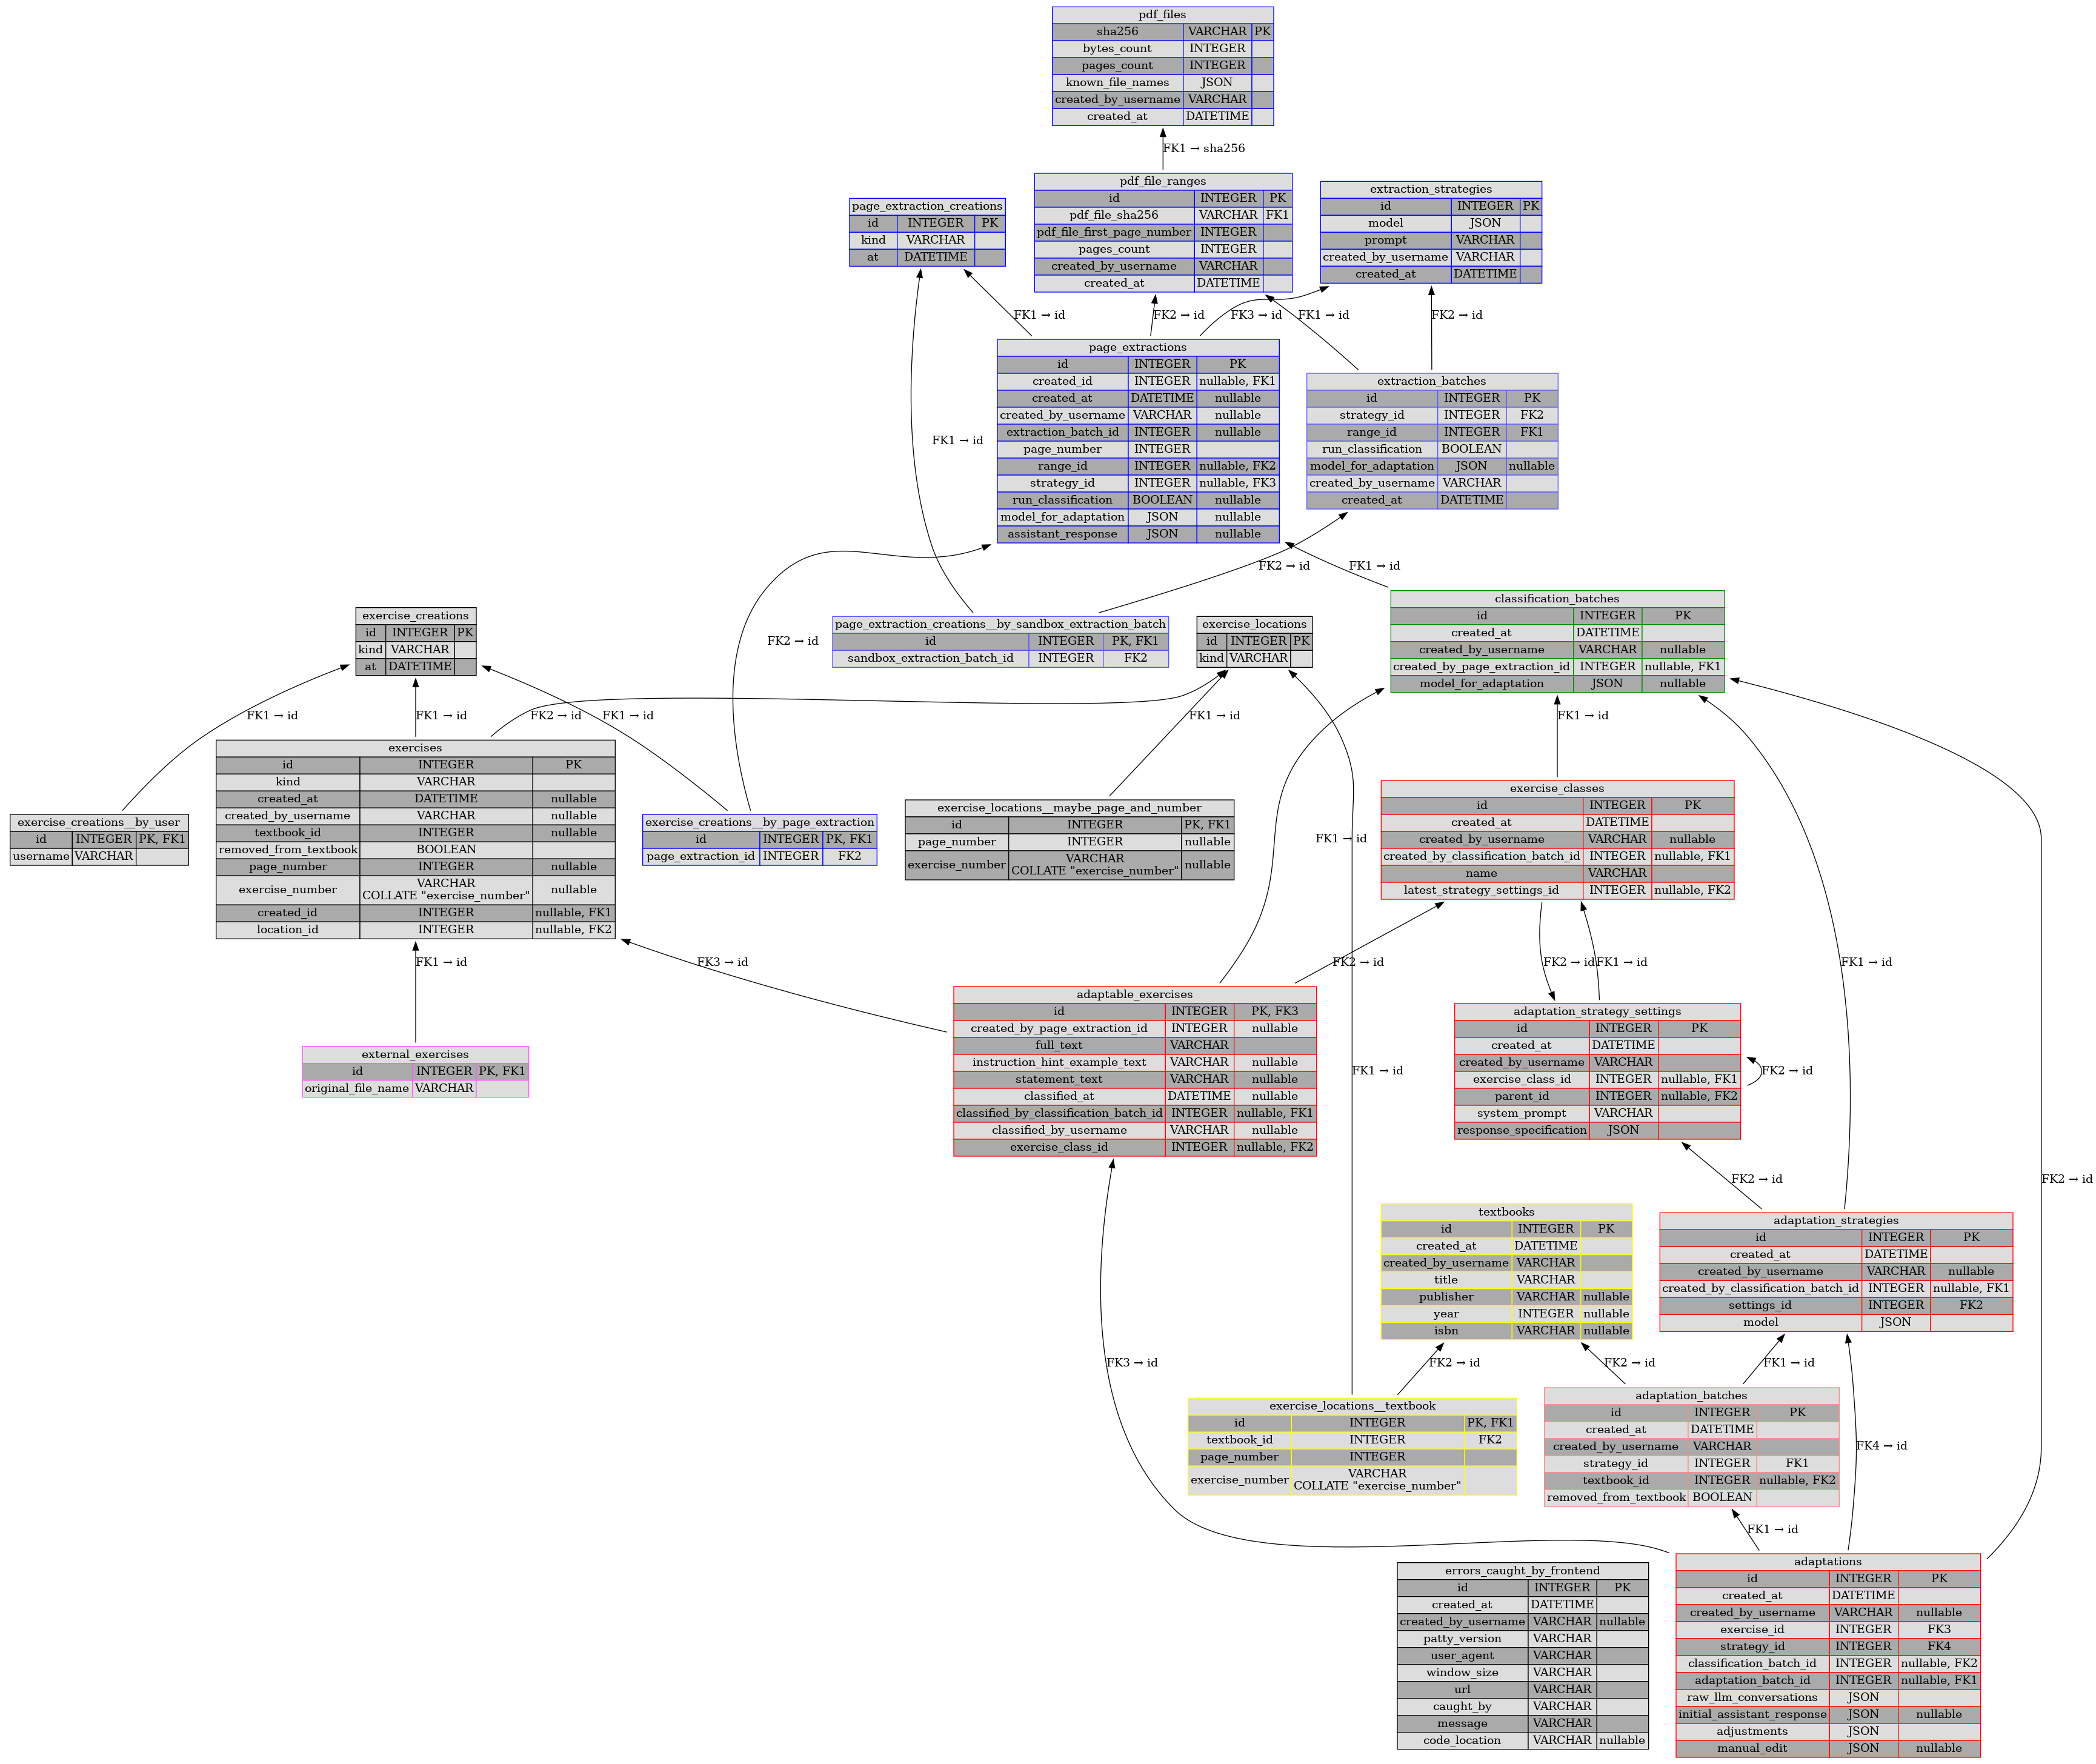 pdf_files
sha256 VARCHAR PK
bytes_count INTEGER
pages_count INTEGER
known_file_names JSON
created_by_username VARCHAR
created_at DATETIME
FK1 → sha256
page_extraction_creations
id INTEGER PK
kind VARCHAR
at DATETIME
pdf_file_ranges
id INTEGER PK
pdf_file_sha256 VARCHAR FK1
pdf_file_first_page_number INTEGER
pages_count INTEGER
created_by_username VARCHAR
created_at DATETIME
extraction_strategies
id INTEGER PK
model JSON
prompt VARCHAR
created_by_username VARCHAR
created_at DATETIME
FK1 → id
FK2 → id
FK3 → id
FK1 → id
FK2 → id
page_extractions
id INTEGER PK
created_id INTEGER nullable, FK1
created_at DATETIME nullable
created_by_username VARCHAR nullable
extraction_batch_id INTEGER nullable
page_number INTEGER
range_id INTEGER nullable, FK2
strategy_id INTEGER nullable, FK3
run_classification BOOLEAN nullable
model_for_adaptation JSON nullable
assistant_response JSON nullable
extraction_batches
id INTEGER PK
strategy_id INTEGER FK2
range_id INTEGER FK1
run_classification BOOLEAN
model_for_adaptation JSON nullable
created_by_username VARCHAR
created_at DATETIME
FK1 → id
FK2 → id
FK1 → id
exercise_creations
id INTEGER PK
kind VARCHAR
at DATETIME
FK2 → id
page_extraction_creations__by_sandbox_extraction_batch
id INTEGER PK, FK1
sandbox_extraction_batch_id INTEGER FK2
exercise_locations
id INTEGER PK
kind VARCHAR
classification_batches
id INTEGER PK
created_at DATETIME
created_by_username VARCHAR nullable
created_by_page_extraction_id INTEGER nullable, FK1
model_for_adaptation JSON nullable
FK1 → id
FK1 → id
FK2 → id
FK1 → id
FK1 → id
FK1 → id
exercise_creations__by_user
id INTEGER PK, FK1
username VARCHAR
exercises
id INTEGER PK
kind VARCHAR
created_at DATETIME nullable
created_by_username VARCHAR nullable
textbook_id INTEGER nullable
removed_from_textbook BOOLEAN
page_number INTEGER nullable
exercise_number VARCHAR
COLLATE "exercise_number" nullable
created_id INTEGER nullable, FK1
location_id INTEGER nullable, FK2
exercise_creations__by_page_extraction
id INTEGER PK, FK1
page_extraction_id INTEGER FK2
exercise_locations__maybe_page_and_number
id INTEGER PK, FK1
page_number INTEGER nullable
exercise_number VARCHAR
COLLATE "exercise_number" nullable
FK1 → id
exercise_classes
id INTEGER PK
created_at DATETIME
created_by_username VARCHAR nullable
created_by_classification_batch_id INTEGER nullable, FK1
name VARCHAR
latest_strategy_settings_id INTEGER nullable, FK2
FK1 → id
FK3 → id
FK2 → id
FK2 → id
FK1 → id
FK1 → id
external_exercises
id INTEGER PK, FK1
original_file_name VARCHAR
adaptable_exercises
id INTEGER PK, FK3
created_by_page_extraction_id INTEGER nullable
full_text VARCHAR
instruction_hint_example_text VARCHAR nullable
statement_text VARCHAR nullable
classified_at DATETIME nullable
classified_by_classification_batch_id INTEGER nullable, FK1
classified_by_username VARCHAR nullable
exercise_class_id INTEGER nullable, FK2
FK1 → id
adaptation_strategy_settings
id INTEGER PK
created_at DATETIME
created_by_username VARCHAR
exercise_class_id INTEGER nullable, FK1
parent_id INTEGER nullable, FK2
system_prompt VARCHAR
response_specification JSON
FK2 → id
FK2 → id
FK2 → id
textbooks
id INTEGER PK
created_at DATETIME
created_by_username VARCHAR
title VARCHAR
publisher VARCHAR nullable
year INTEGER nullable
isbn VARCHAR nullable
adaptation_strategies
id INTEGER PK
created_at DATETIME
created_by_username VARCHAR nullable
created_by_classification_batch_id INTEGER nullable, FK1
settings_id INTEGER FK2
model JSON
FK3 → id
FK2 → id
FK2 → id
FK1 → id
exercise_locations__textbook
id INTEGER PK, FK1
textbook_id INTEGER FK2
page_number INTEGER
exercise_number VARCHAR
COLLATE "exercise_number"
adaptation_batches
id INTEGER PK
created_at DATETIME
created_by_username VARCHAR
strategy_id INTEGER FK1
textbook_id INTEGER nullable, FK2
removed_from_textbook BOOLEAN
FK4 → id
FK1 → id
errors_caught_by_frontend
id INTEGER PK
created_at DATETIME
created_by_username VARCHAR nullable
patty_version VARCHAR
user_agent VARCHAR
window_size VARCHAR
url VARCHAR
caught_by VARCHAR
message VARCHAR
code_location VARCHAR nullable
adaptations
id INTEGER PK
created_at DATETIME
created_by_username VARCHAR nullable
exercise_id INTEGER FK3
strategy_id INTEGER FK4
classification_batch_id INTEGER nullable, FK2
adaptation_batch_id INTEGER nullable, FK1
raw_llm_conversations JSON
initial_assistant_response JSON nullable
adjustments JSON
manual_edit JSON nullable